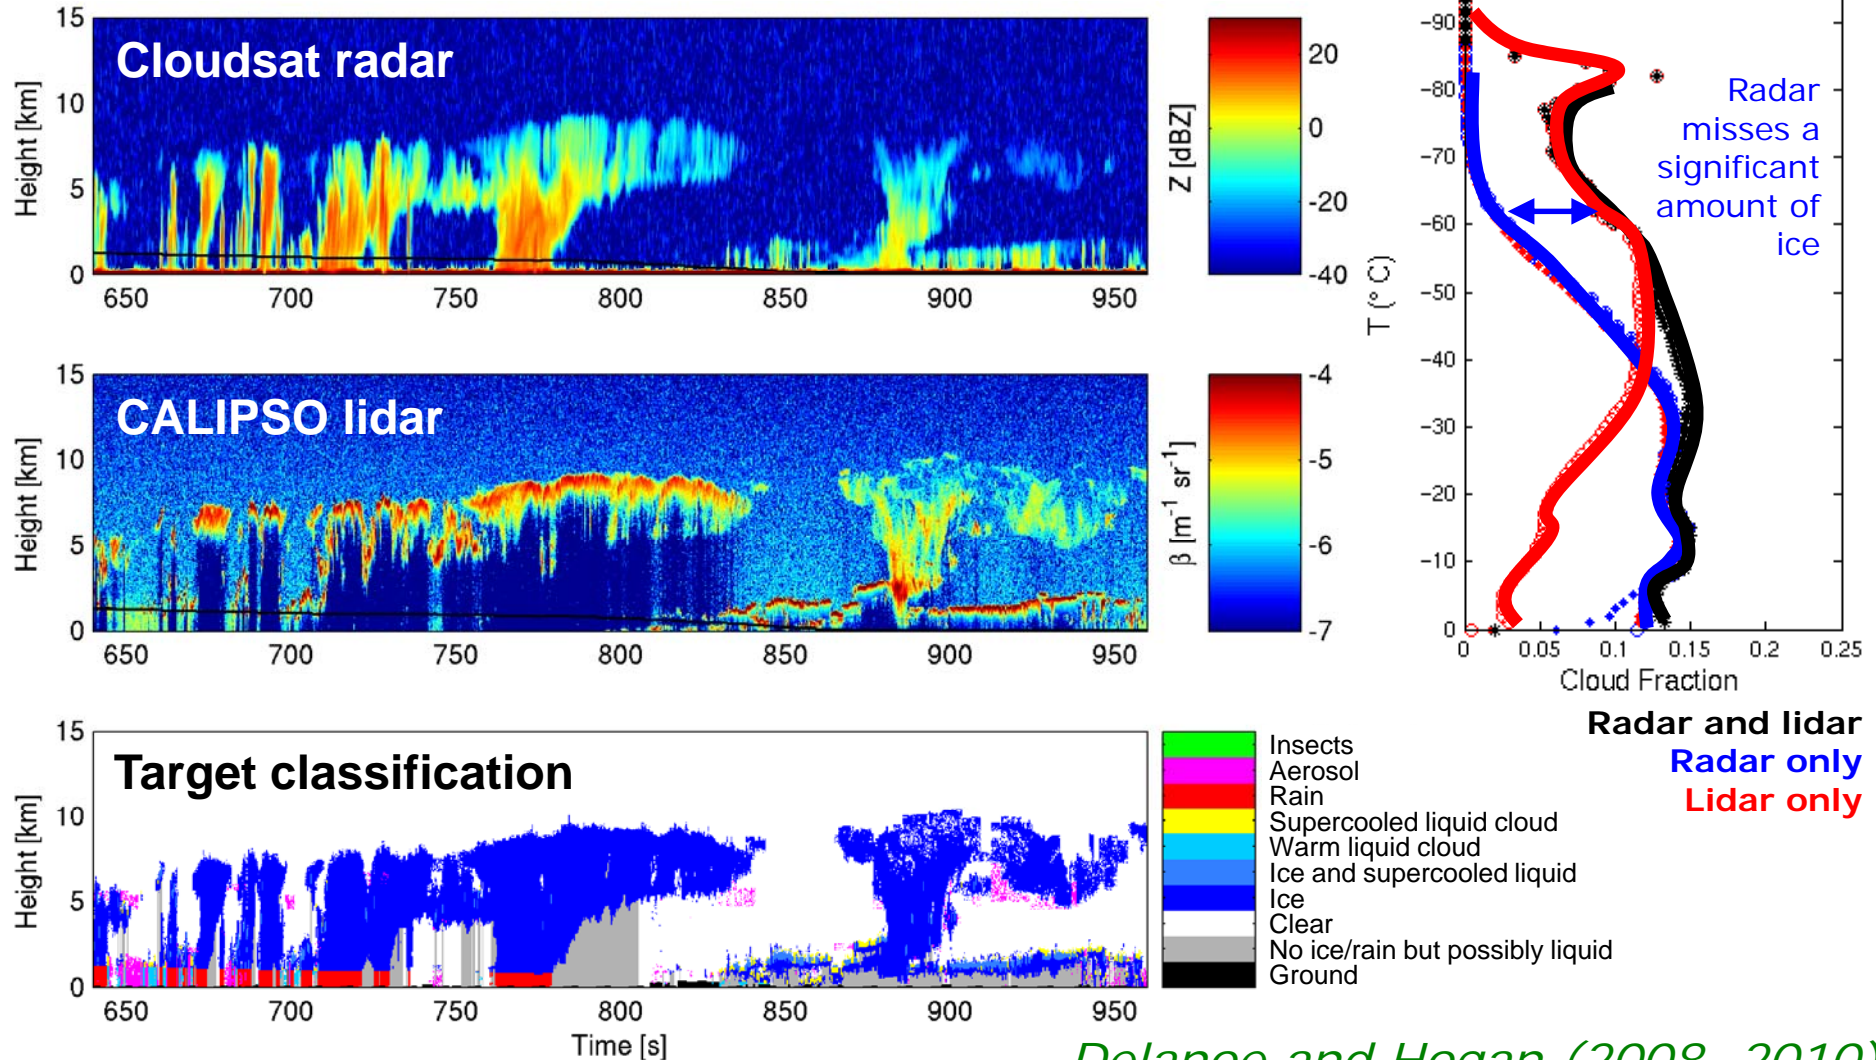 Cloudsat radar
Height [km]
15
10
5
0
650 700 750 800 850 900 950
Z [dBZ]
20
0
-20
-40
CALIPSO lidar
Height [km]
15
10
5
0
650 700 750 800 850 900 950
β [m⁻¹ sr⁻¹]
-4
-5
-6
-7
Target classification
Height [km]
15
10
5
0
650 700 750 800 850 900 950
Time [s]
Insects
Aerosol
Rain
Supercooled liquid cloud
Warm liquid cloud
Ice and supercooled liquid
Ice
Clear
No ice/rain but possibly liquid
Ground
T (° C)
-90
-80
-70
-60
-50
-40
-30
-20
-10
0
0 0.05 0.1 0.15 0.2 0.25
Cloud Fraction
Radar
misses a
significant
amount of
ice
Radar and lidar
Radar only
Lidar only
Delanoe and Hogan (2008, 2010)